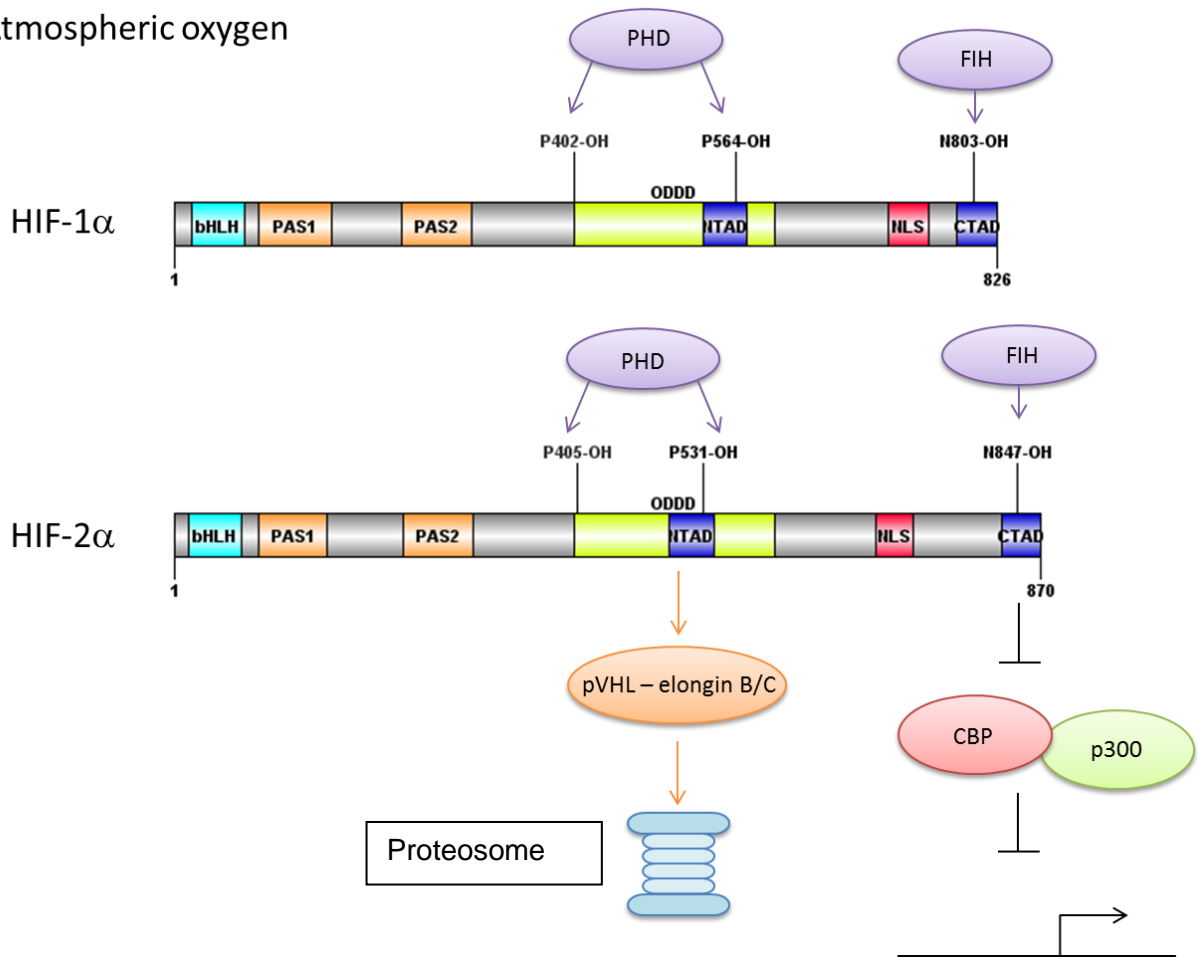 tmospheric oxygen
PHD
FIH
P402-OH
P564-OH
N803-OH
ODDD
HIF-1α
bHLH
PAS1
PAS2
NTAD
NLS
CTAD
1
826
PHD
FIH
P405-OH
P531-OH
N847-OH
ODDD
HIF-2α
bHLH
PAS1
PAS2
NTAD
NLS
CTAD
1
870
pVHL – elongin B/C
CBP
p300
Proteosome